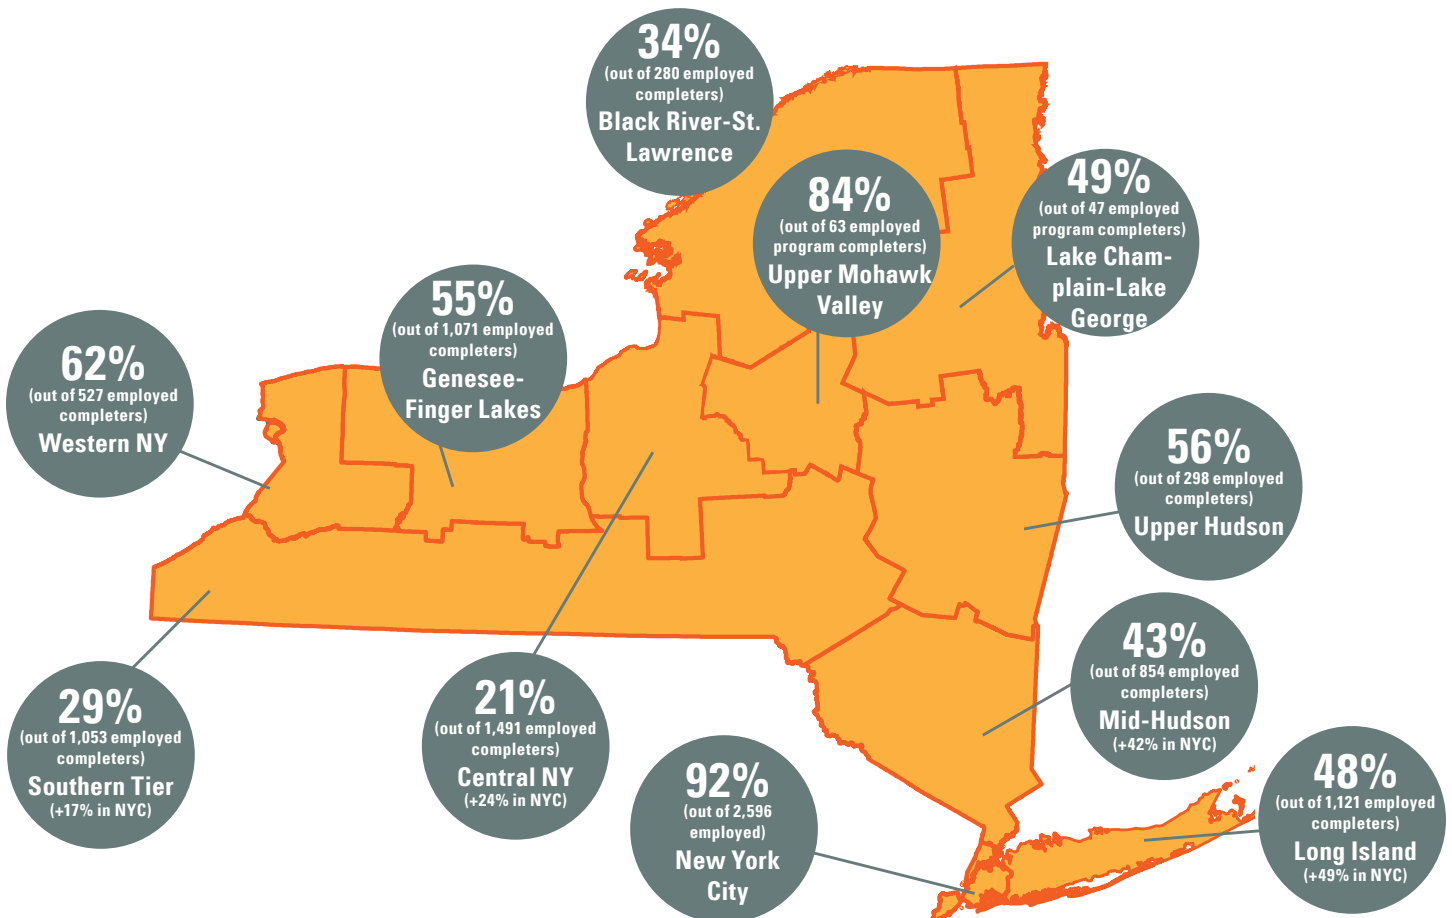 34%
(out of 280 employed
completers)
Black River-St.
Lawrence
84%
(out of 63 employed
program completers)
Upper Mohawk
Valley
49%
(out of 47 employed
program completers)
Lake Cham-
plain-Lake
George
55%
(out of 1,071 employed
completers)
Genesee-
Finger Lakes
62%
(out of 527 employed
completers)
Western NY
56%
(out of 298 employed
completers)
Upper Hudson
43%
(out of 854 employed
completers)
Mid-Hudson
(+42% in NYC)
29%
(out of 1,053 employed
completers)
Southern Tier
(+17% in NYC)
21%
(out of 1,491 employed
completers)
Central NY
(+24% in NYC)
92%
(out of 2,596
employed)
New York
City
48%
(out of 1,121 employed
completers)
Long Island
(+49% in NYC)